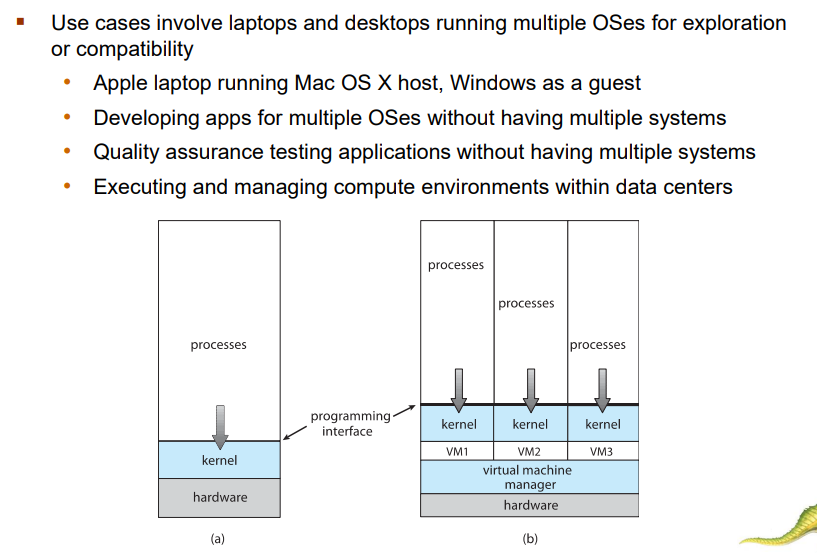 Use cases involve laptops and desktops running multiple OSes for exploration
or compatibility
Apple laptop running Mac OS X host, Windows as a guest
Developing apps for multiple OSes without having multiple systems
Quality assurance testing applications without having multiple systems
Executing and managing compute environments within data centers
processes
kernel
hardware
(a)
programming
interface
processes
processes
processes
kernel
kernel
kernel
VM1
VM2
VM3
virtual machine
manager
hardware
(b)